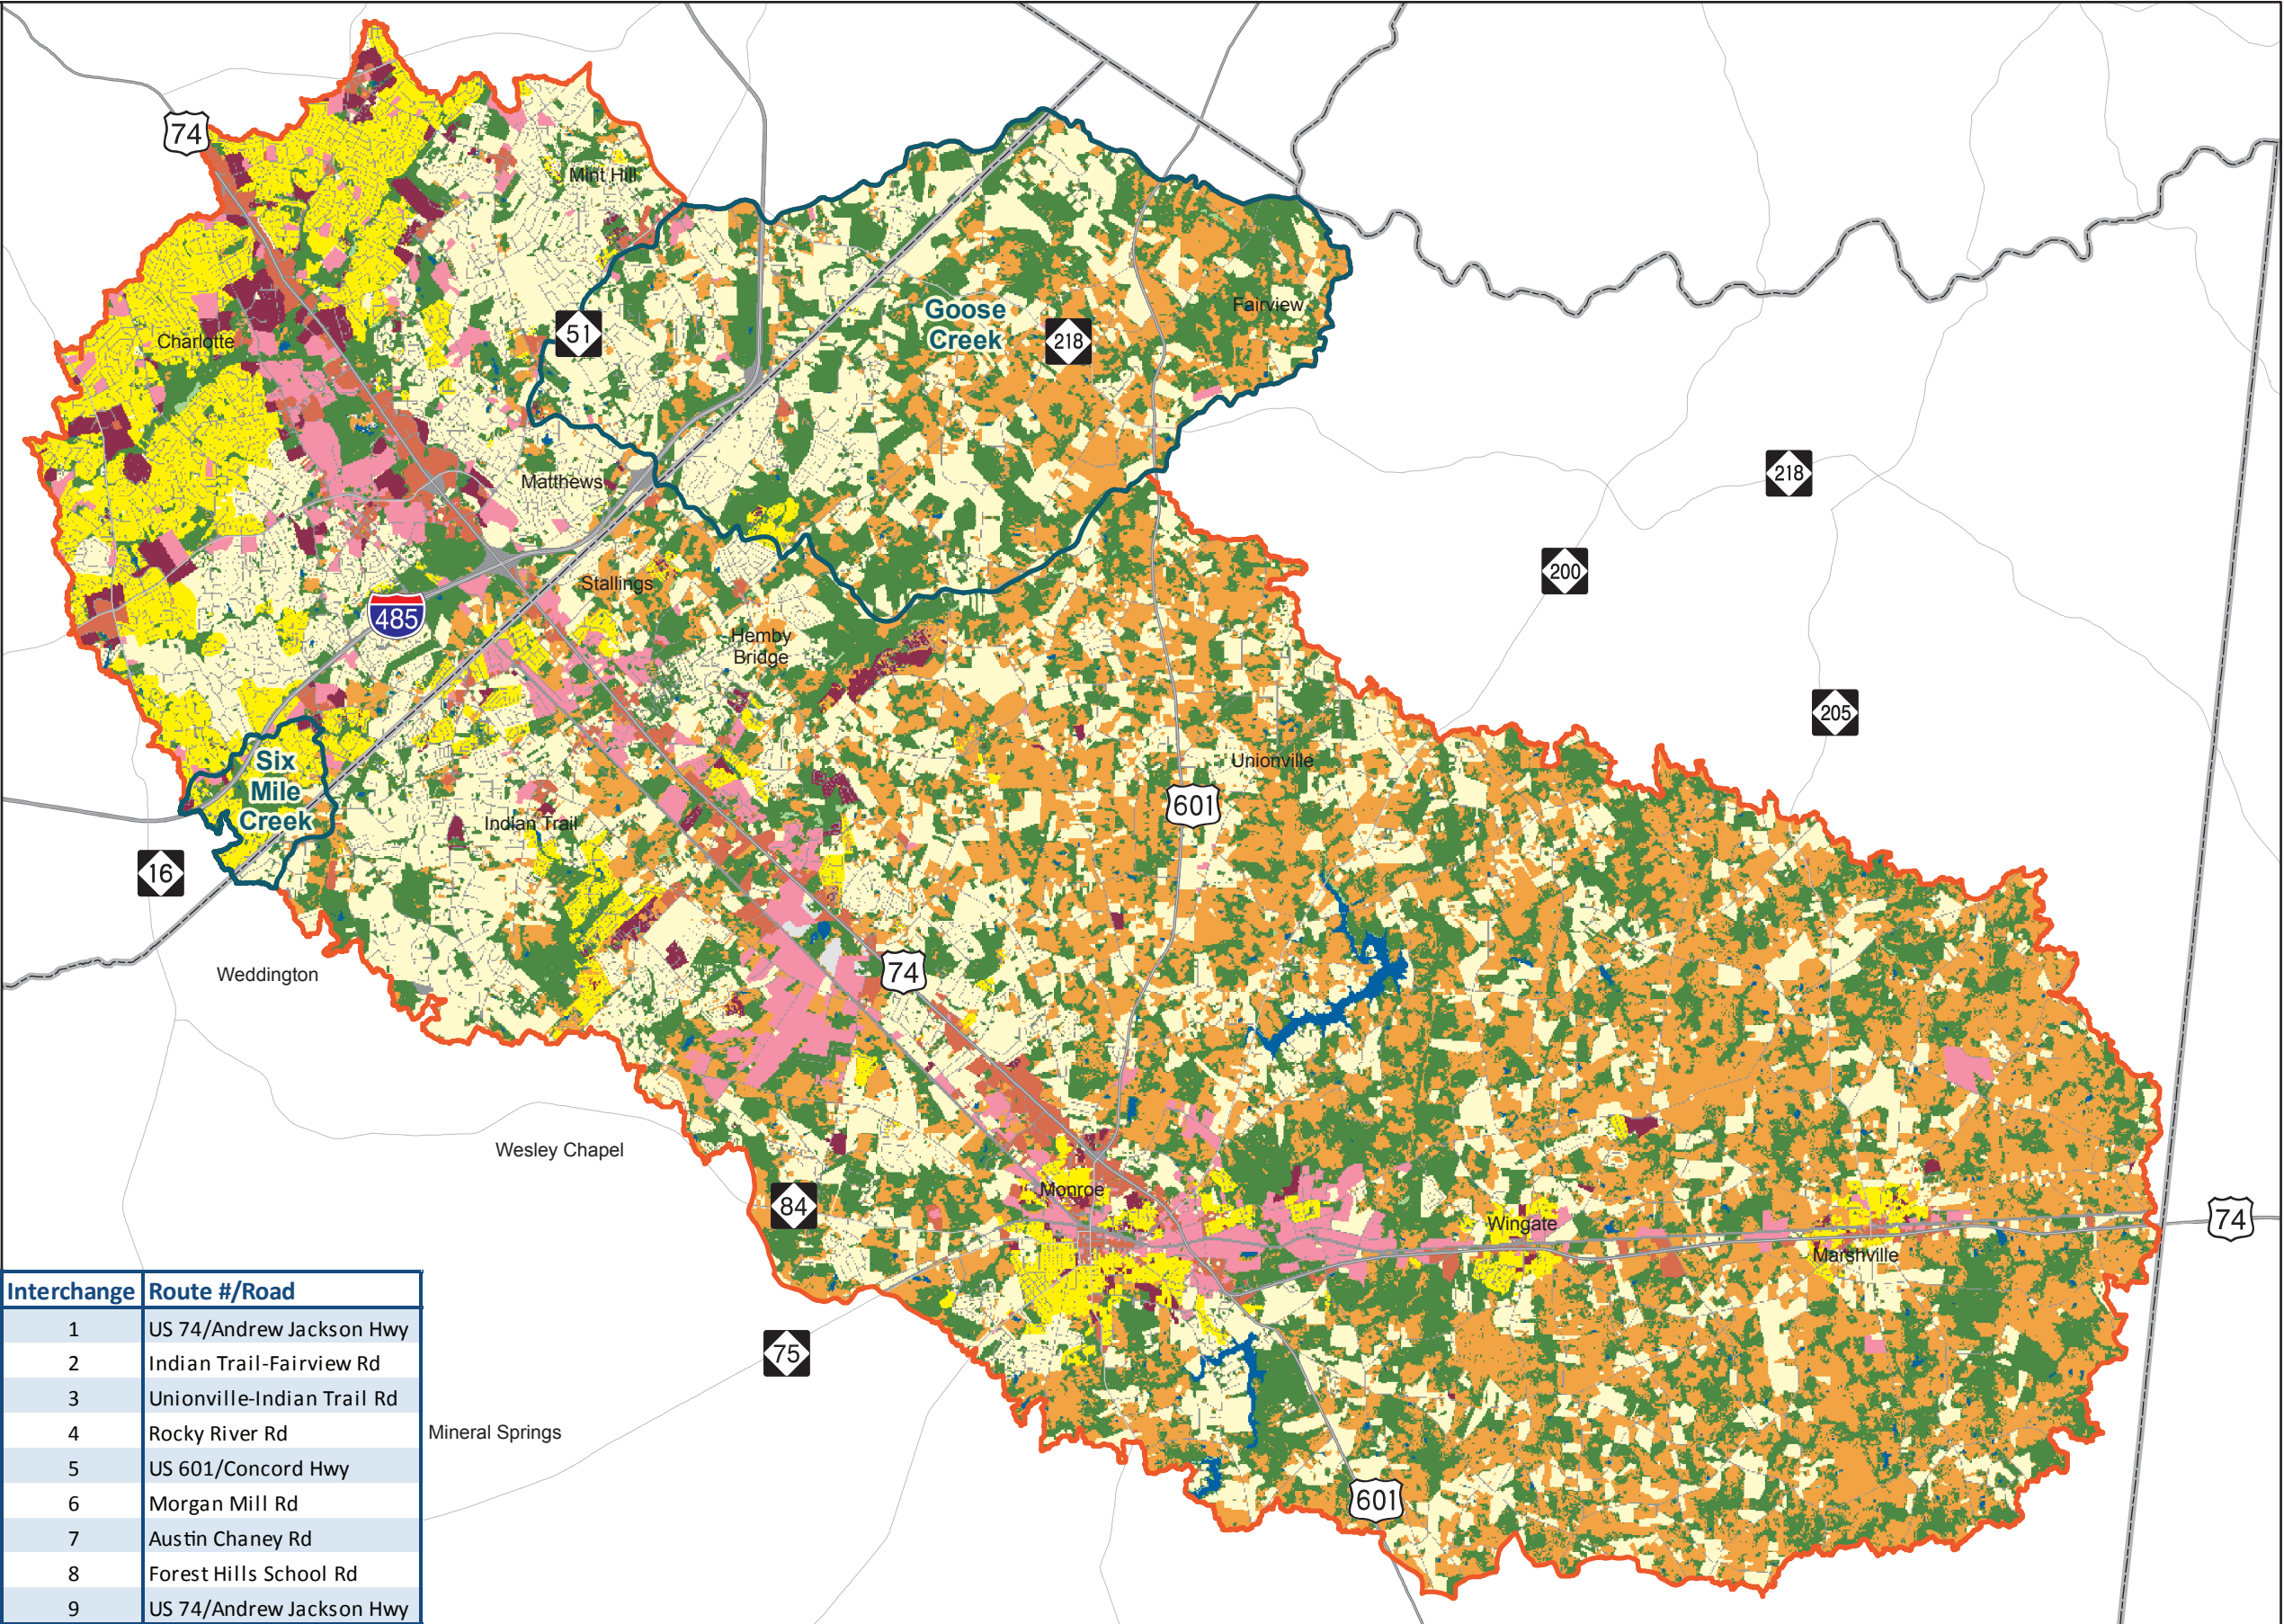 74
Mint Hill
Goose
Creek
Fairview
51
218
Charlotte
Matthews
218
200
Stallings
485
Hemby
Bridge
205
Unionville
Six
Mile
Creek
601
Indian Trail
16
Weddington
74
Wesley Chapel
Monroe
84
Wingate
74
Marshville
Interchange Route #/Road
1 US 74/Andrew Jackson Hwy
2 Indian Trail-Fairview Rd
3 Unionville-Indian Trail Rd
4 Rocky River Rd
5 US 601/Concord Hwy
6 Morgan Mill Rd
7 Austin Chaney Rd
8 Forest Hills School Rd
9 US 74/Andrew Jackson Hwy
75
Mineral Springs
601